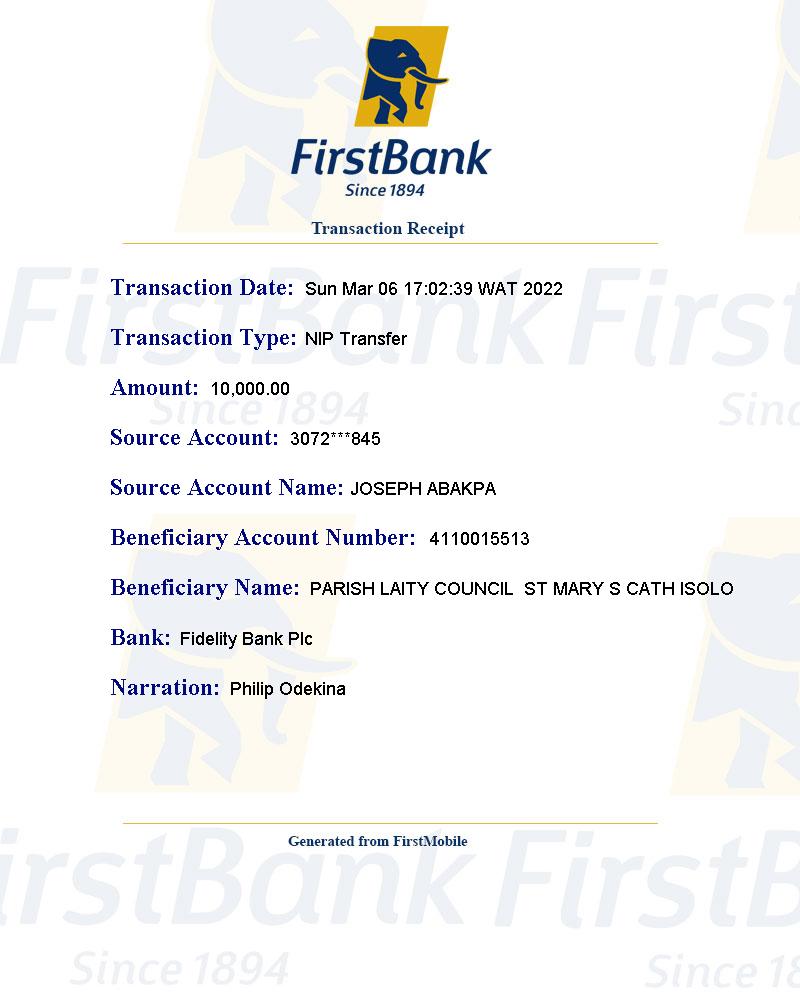 FirstBank
Since 1894
Transaction Receipt
Transaction Date: Sun Mar 06 17:02:39 WAT 2022
Transaction Type: NIP Transfer
Amount: 10,000.00
Source Account: 3072***845
Source Account Name: JOSEPH ABAKPA
Beneficiary Account Number: 4110015513
Beneficiary Name: PARISH LAITY COUNCIL ST MARY S CATH ISOLO
Bank: Fidelity Bank Plc
Narration: Philip Odekina
Generated from FirstMobile